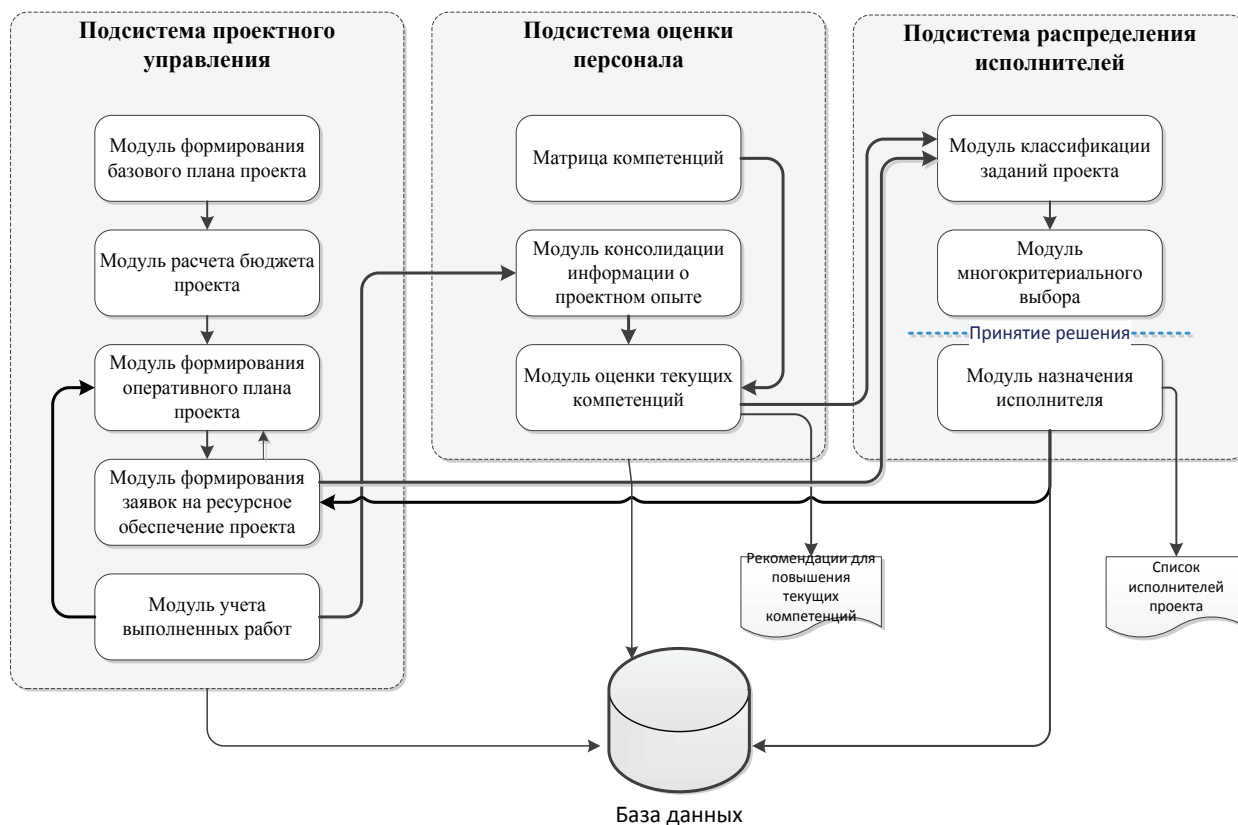 Подсистема проектного
управления
Модуль формирования
базового плана проекта
Модуль расчета бюджета
проекта
Модуль формирования
оперативного плана
проекта
Модуль формирования
заявок на ресурсное
обеспечение проекта
Модуль учета
выполненных работ
Подсистема оценки
персонала
Матрица компетенций
Модуль консолидации
информации о
проектном опыте
Модуль оценки текущих
компетенций
Подсистема распределения
исполнителей
Модуль классификации
заданий проекта
Модуль
многокритериального
выбора
Принятие решения
Модуль назначения
исполнителя
Рекомендации для
повышения
текущих
компетенций
Список
исполнителей
проекта
База данных